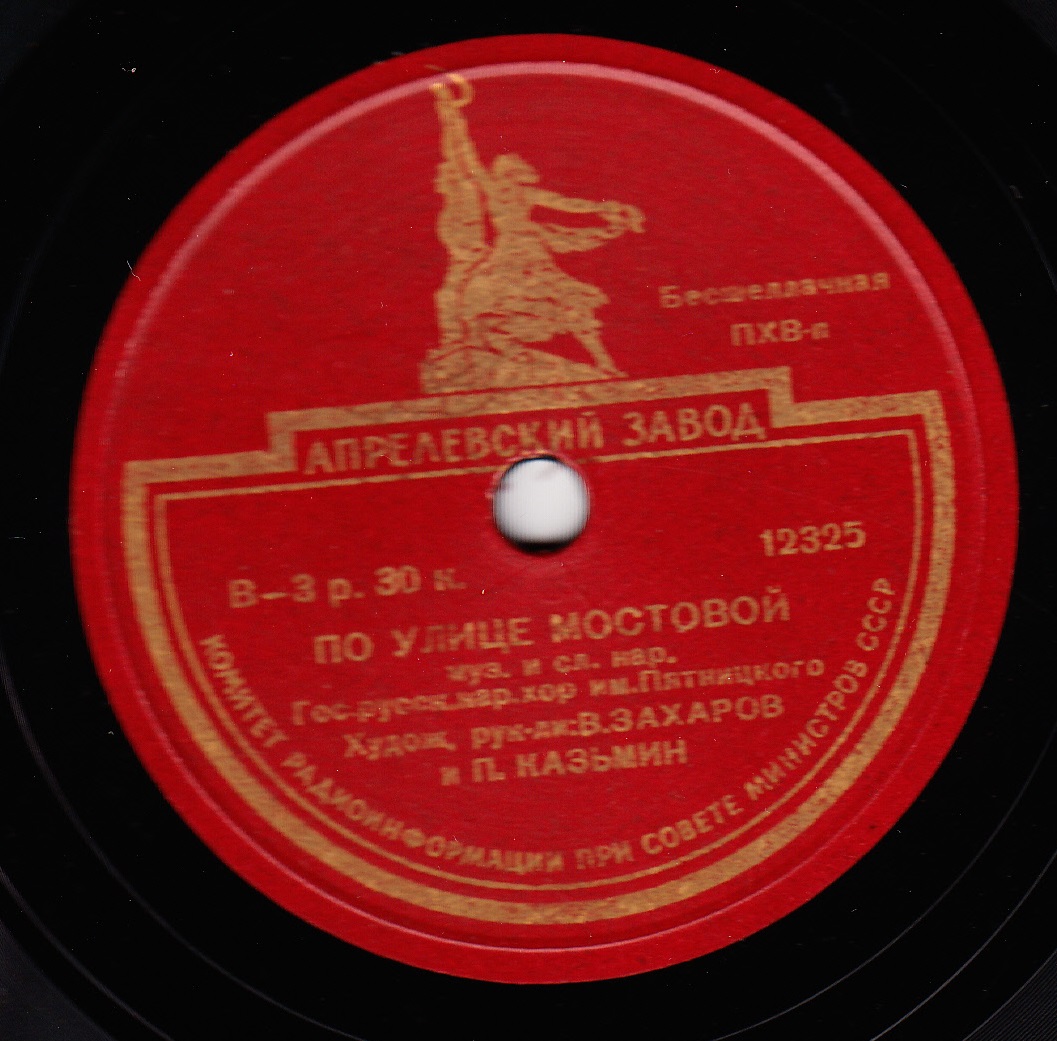 Бесшеллачная
ПХВ-п
АПРЕЛЕВСКИЙ ЗАВОД
12325
В-3 р. 30 к.
ПО УЛИЦЕ МОСТОВОЙ
муз. и сл. нар.
Гос.русск.нар.хор им.Пятницкого
Худож. рук-ли:В.ЗАХАРОВ
и П. КАЗЬМИН
КОМИТЕТ РАДИОИНФОРМАЦИИ ПРИ СОВЕТЕ МИНИСТРОВ СССР